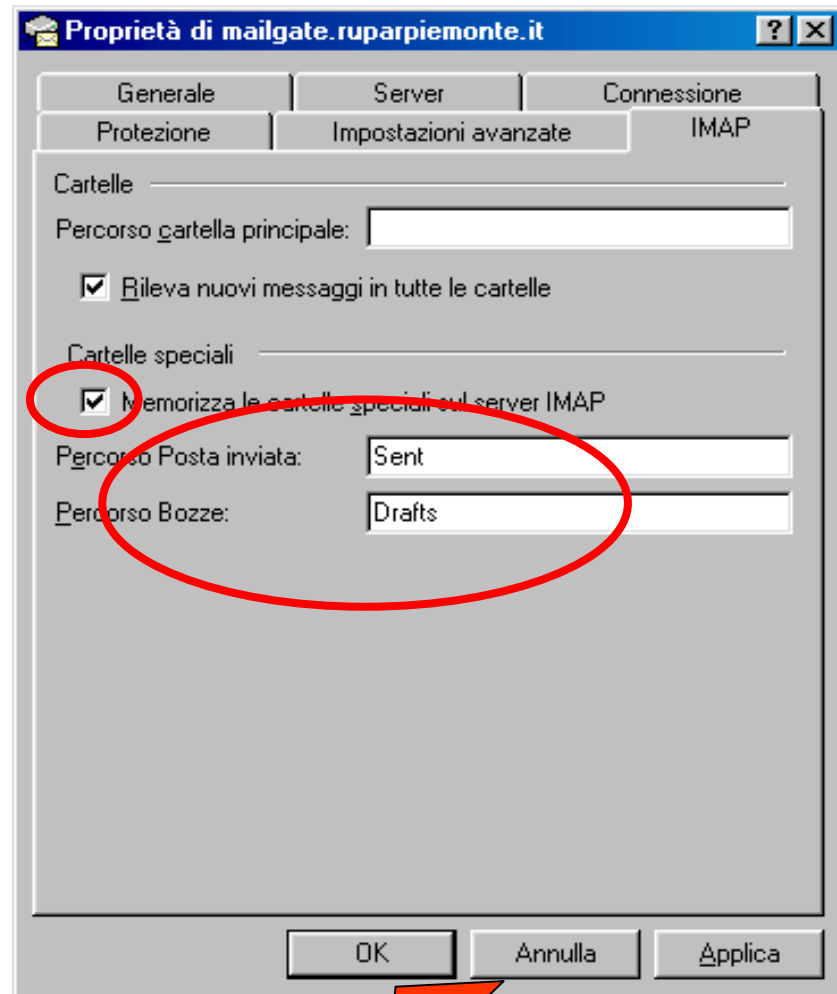 Proprietà di mailgate.ruparpiemonte.it
Generale Server Connessione
Protezione Impostazioni avanzate IMAP
Cartelle
Percorso cartella principale:
Rileva nuovi messaggi in tutte le cartelle
Cartelle speciali
Memorizza le cartelle speciali sul server IMAP
Percorso Posta inviata: Sent
Percorso Bozze: Drafts
OK Annulla Applica